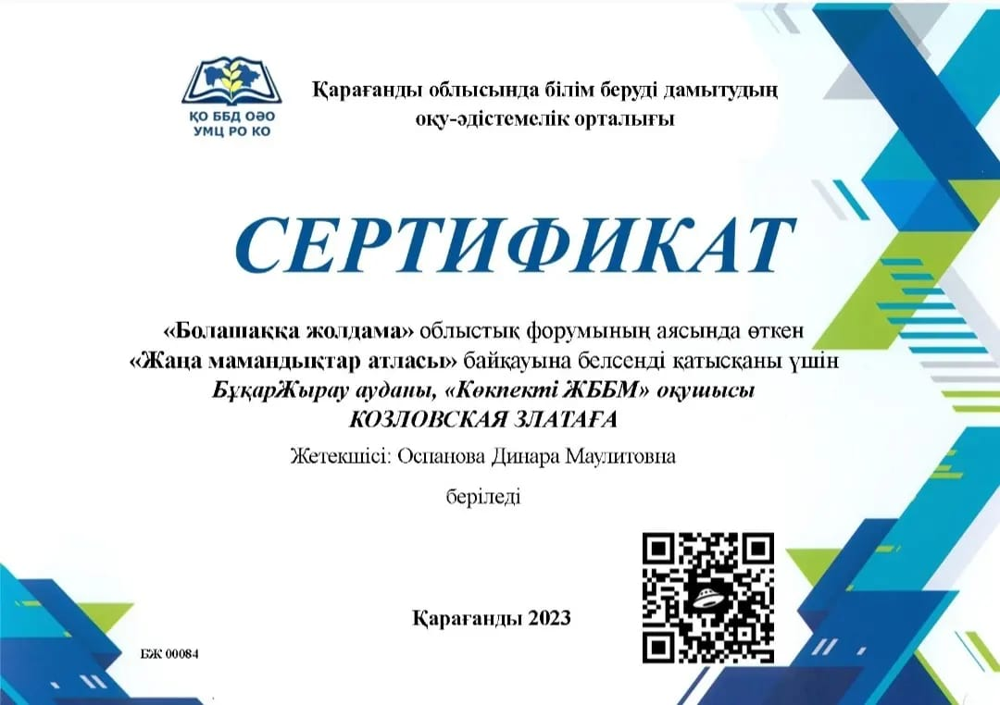 ҚО ББД ОӘО
УМЦ РО КО
Қарағанды облысында білім беруді дамытудың
оқу-әдістемелік орталығы
СЕРТИФИКАТ
«Болашаққа жолдама» облыстық форумының аясында өткен
«Жаңа мамандықтар атласы» байқауына белсенді қатысқаны үшін
БұқарЖырау ауданы, «Көкпекті ЖББМ» оқушысы
КОЗЛОВСКАЯ ЗЛАТАҒА
Жетекшісі: Оспанова Динара Маулитовна
беріледі
Қарағанды 2023
БЖ 00084